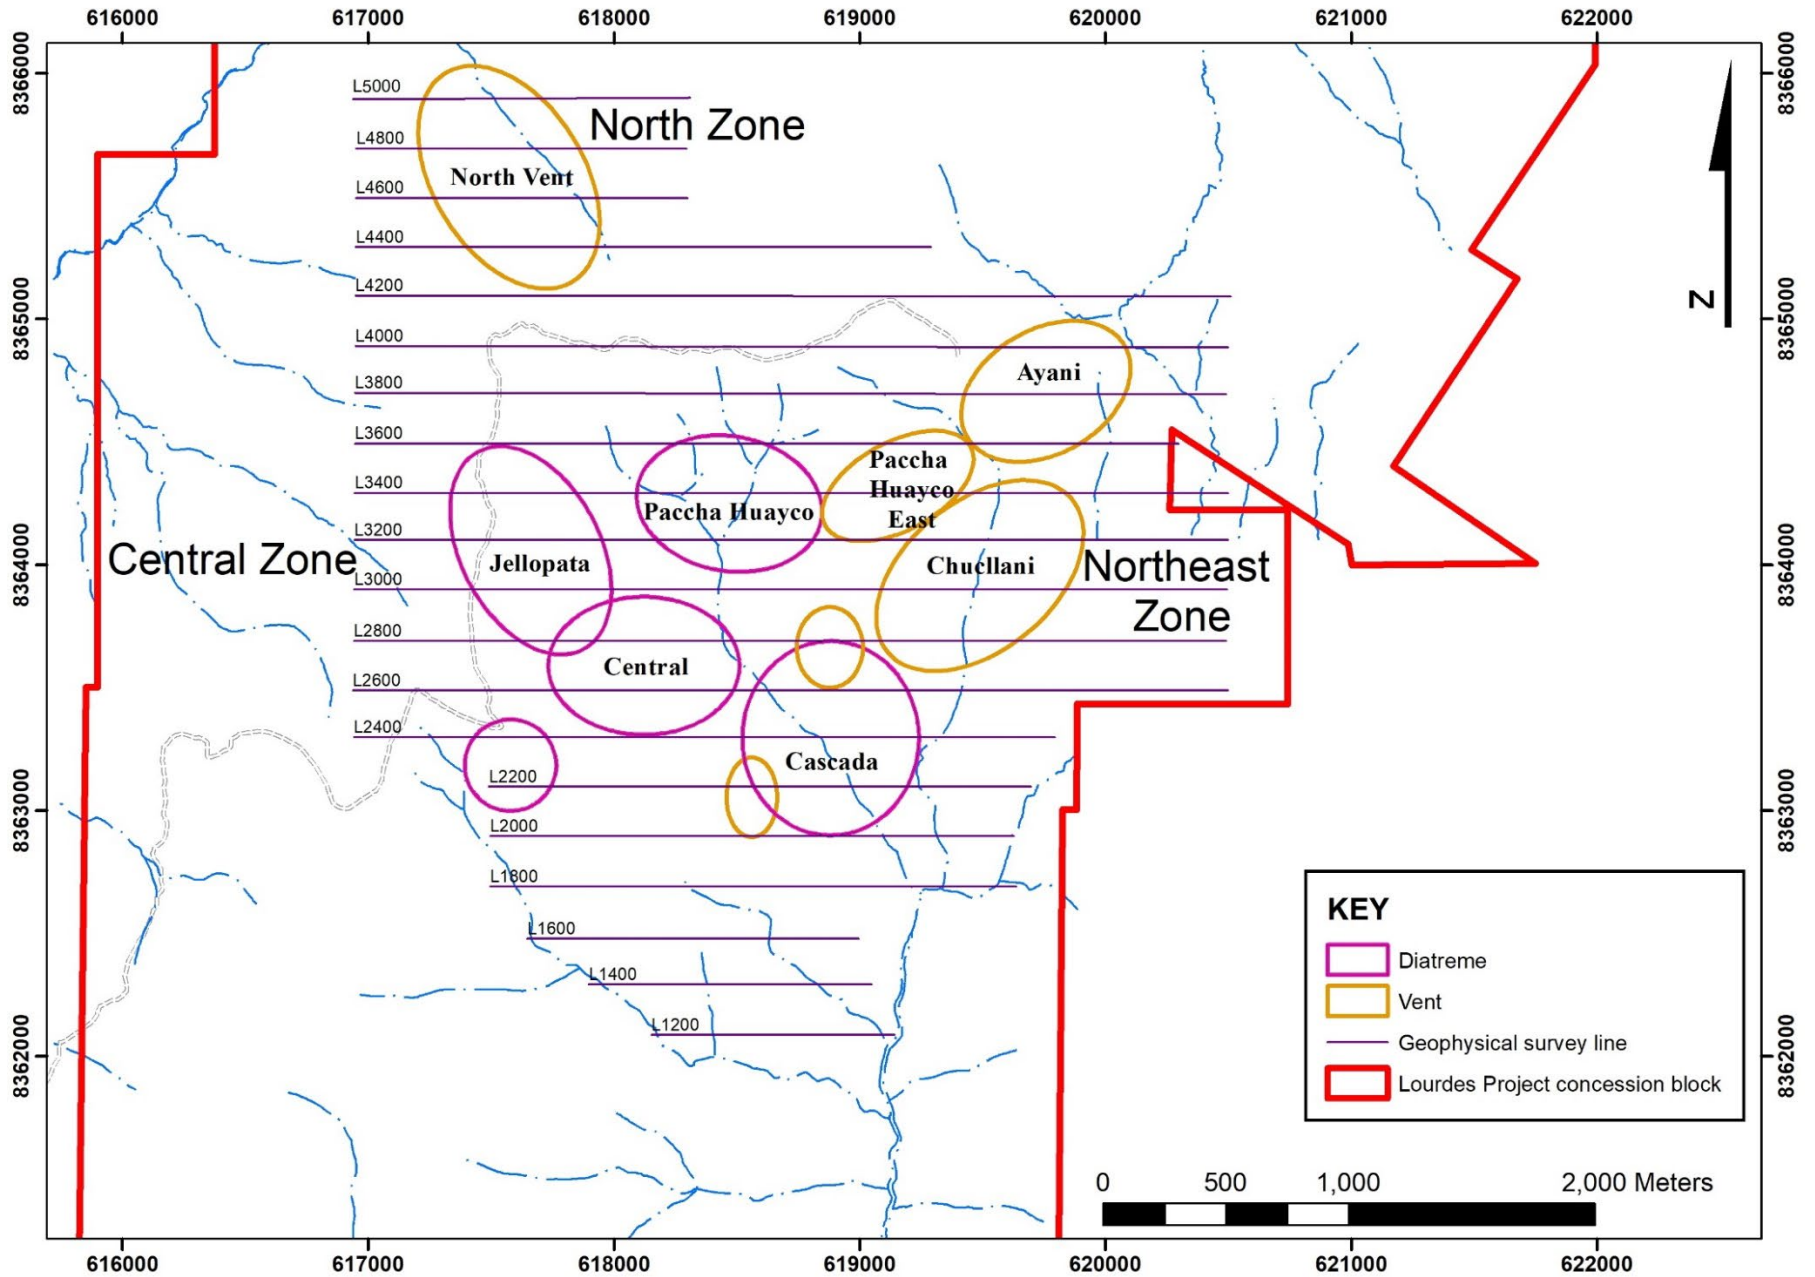 616000 617000 618000 619000 620000 621000 622000
8366000 8366000
L5000
North Zone
L4800
North Vent
L4600
L4400
L4200
8365000 8365000
N
L4000
Ayani
L3800
L3600
Paccha
Huayco
East
L3400
Paccha Huayco
L3200
Central Zone
Jellopata
Chucllani
Northeast
Zone
8364000 8364000
L3000
L2800
Central
L2600
L2400
Cascada
L2200
8363000 8363000
L2000
L1800
L1600
L1400
L1200
8362000 8362000
KEY
Diatreme
Vent
Geophysical survey line
Lourdes Project concession block
0 500 1,000 2,000 Meters
616000 617000 618000 619000 620000 621000 622000